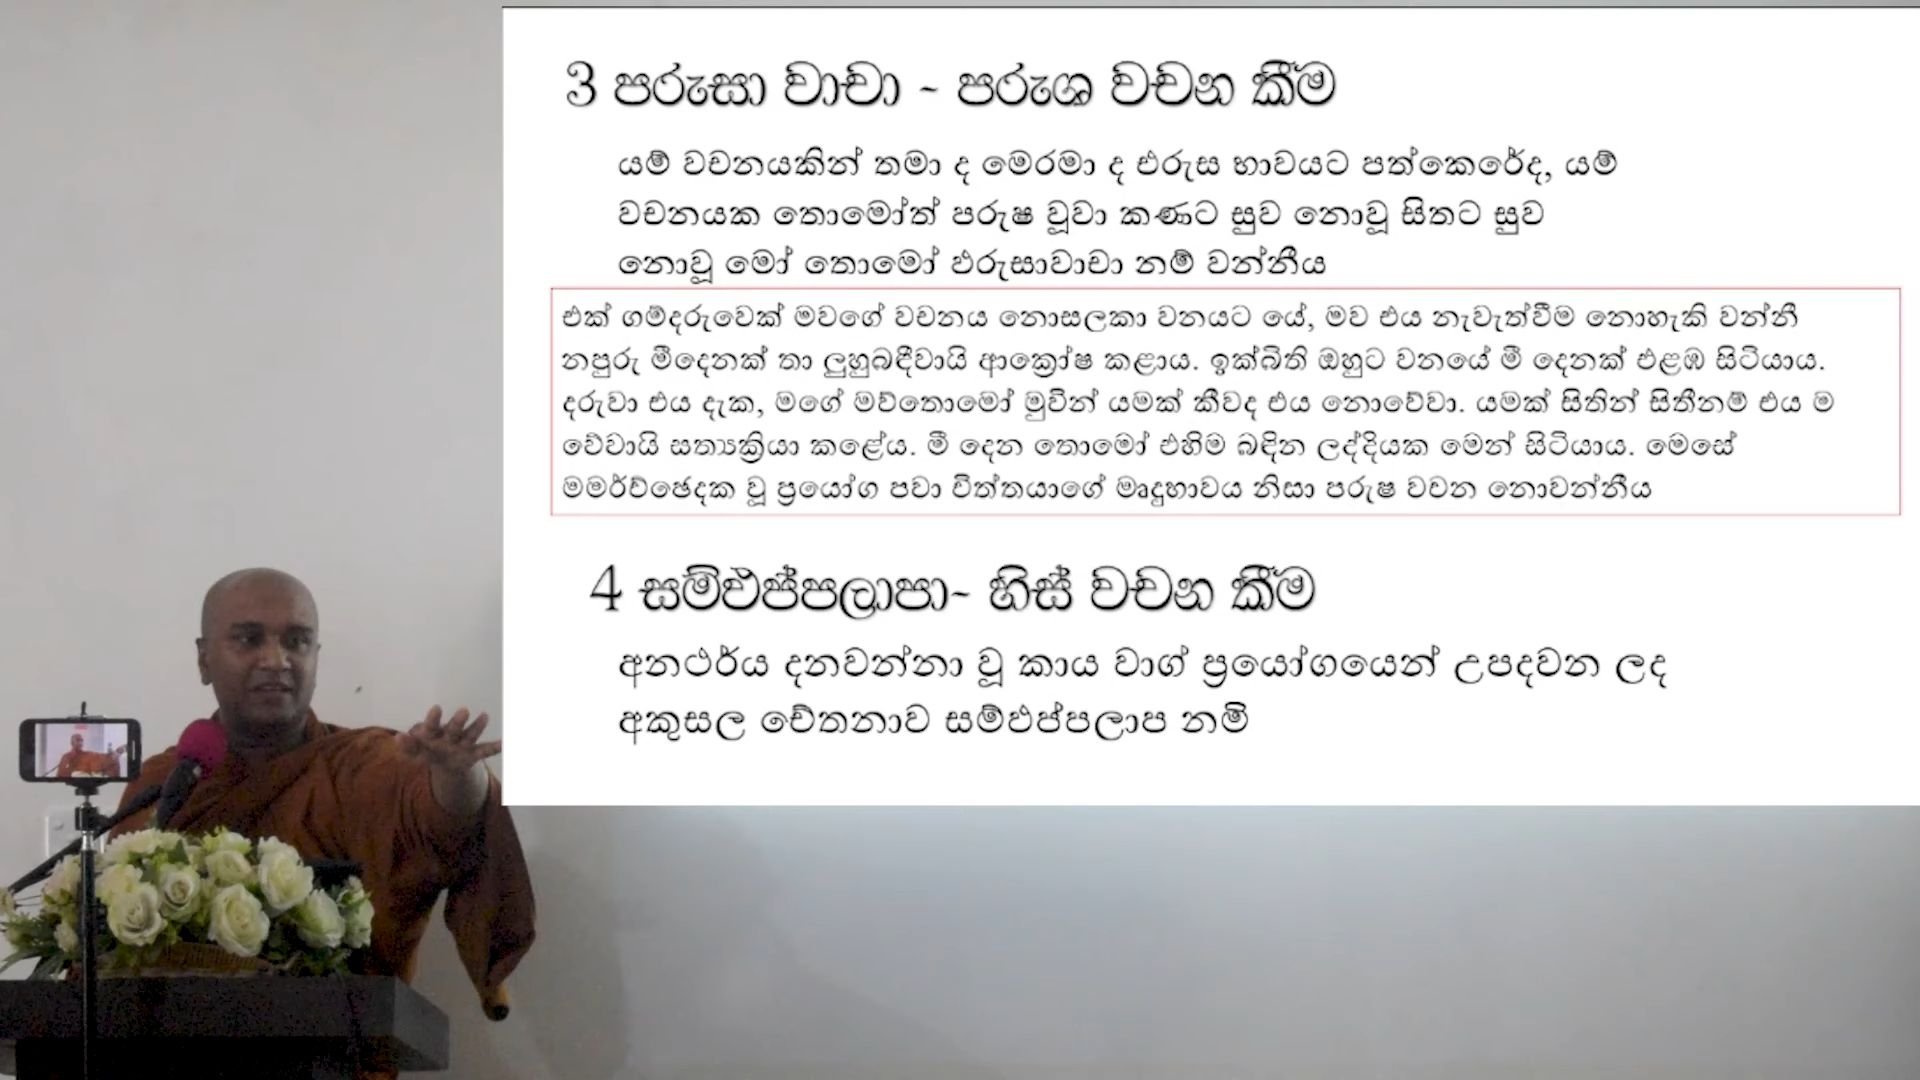 3 පරුසා වාචා - පරුශ වචන කීම
යම් වචනයකින් තමා ද මෙරමා ද එරුස භාවයට පත්කෙරේද, යම්
වචනයක තොමෝත් පරුෂ වූවා කණට සුව නොවූ සිතට සුව
නොවූ මෝ තොමෝ ඵරුසාවාචා නම් වන්නීය
එක් ගම්දරුවෙක් මවගේ වචනය නොසලකා වනයට යේ, මව එය නැවැත්වීම නොහැකි වන්නී
නපුරු මීදෙනක් තා ලුහුබඳීවායි ආක්‍රෝෂ කළාය. ඉක්බිති ඔහුට වනයේ මී දෙනක් එළඹ සිටියාය.
දරුවා එය දැක, මගේ මව්තොමෝ මුවින් යමක් කීවද එය නොවේවා. යමක් සිතින් සිතීනම් එය ම
වේවායි සත්‍යක්‍රියා කළේය. මී දෙන තොමෝ එහිම බඳින ලද්දියක මෙන් සිටියාය. මෙසේ
මමර්ච්ඡෙදක වූ ප්‍රයෝග පවා චිත්තයාගේ මෘදුභාවය නිසා පරුෂ වචන නොවන්නීය
4 සම්ඵප්පලාපා- හිස් වචන කීම
අනථර්ය දනවන්නා වූ කාය වාග් ප්‍රයෝගයෙන් උපදවන ලද
අකුසල චේතනාව සම්ඵප්පලාප නමි